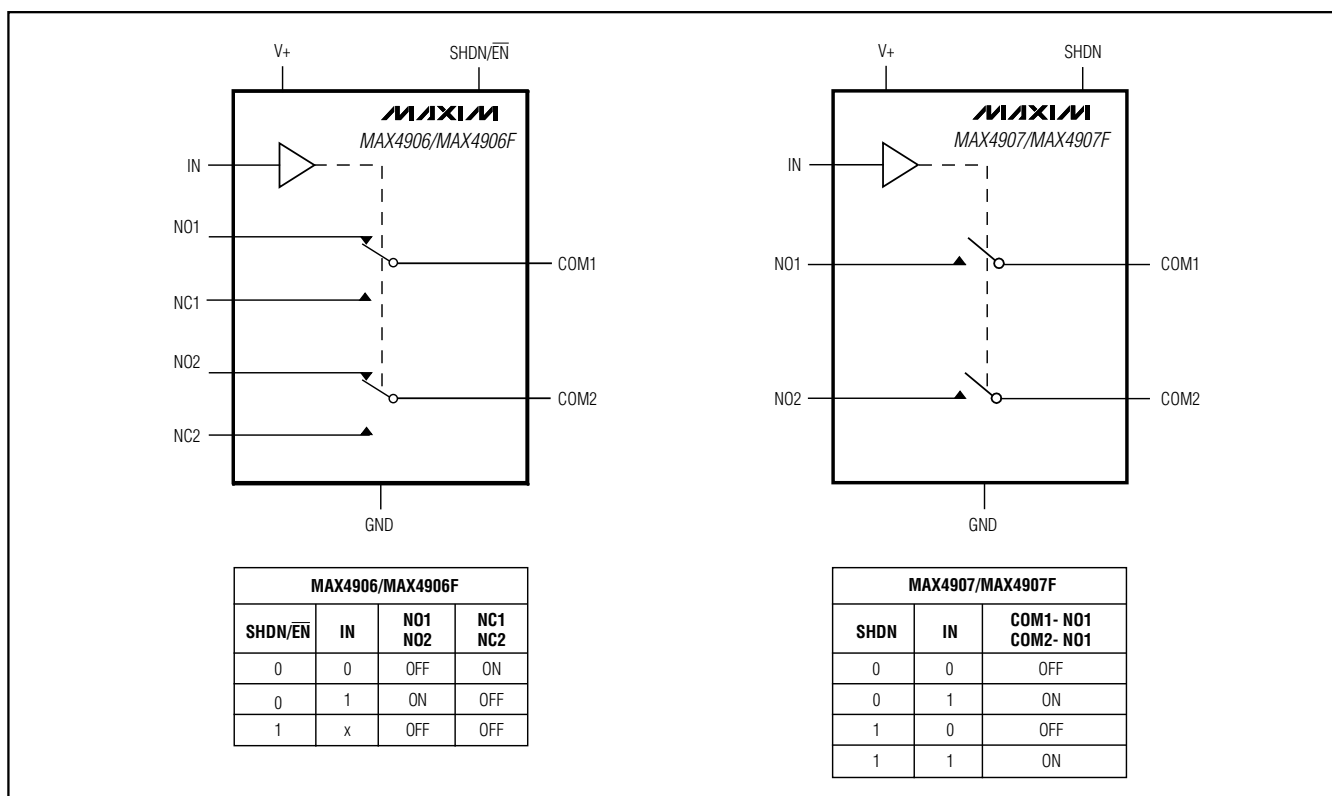 V+
SHDN/EN
MAXIM
MAX4906/MAX4906F
IN
NO1
NC1
NO2
NC2
COM1
COM2
GND
MAX4906/MAX4906F
SHDN/EN IN NO1 NO2 NC1 NC2
0 0 OFF ON
0 1 ON OFF
1 x OFF OFF
V+
SHDN
MAXIM
MAX4907/MAX4907F
IN
NO1
NO2
COM1
COM2
GND
MAX4907/MAX4907F
SHDN IN COM1- NO1 COM2- NO1
0 0 OFF
0 1 ON
1 0 OFF
1 1 ON